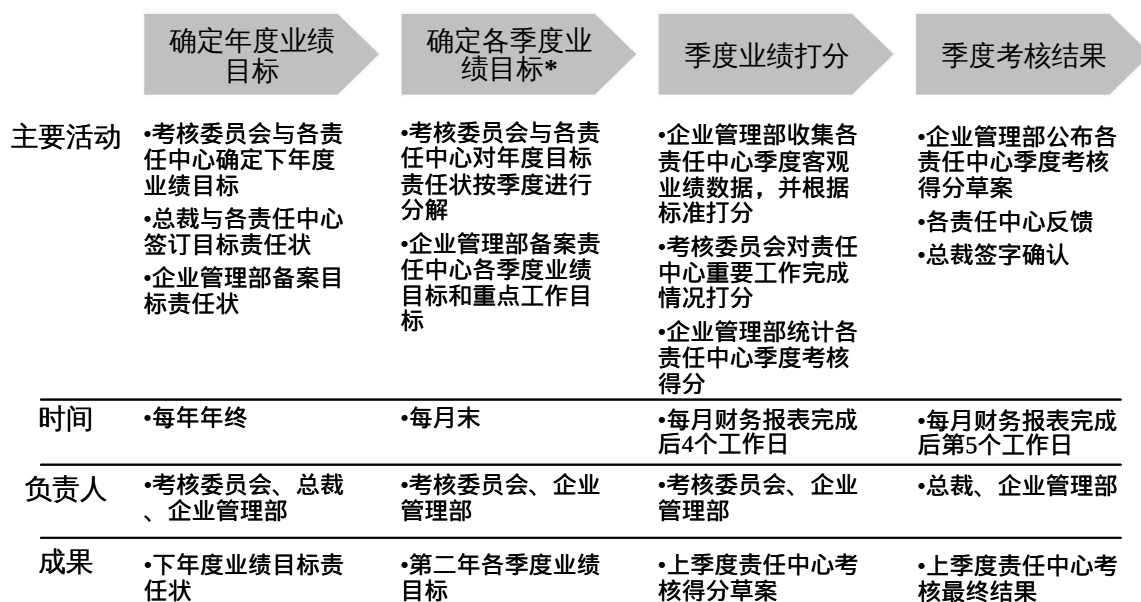 确定年度业绩
目标
确定各季度业
绩目标*
季度业绩打分
季度考核结果
主要活动
•考核委员会与各责
任中心确定下年度
业绩目标
•总裁与各责任中心
签订目标责任状
•企业管理部备案目
标责任状
•考核委员会与各责
任中心对年度目标
责任状按季度进行
分解
•企业管理部备案责
任中心各季度业绩
目标和重点工作目
标
•企业管理部收集各
责任中心季度客观
业绩数据，并根据
标准打分
•考核委员会对责任
中心重要工作完成
情况打分
•企业管理部统计各
责任中心季度考核
得分
•企业管理部公布各
责任中心季度考核
得分草案
•各责任中心反馈
•总裁签字确认
时间
•每年年终
•每月末
•每月财务报表完成
后4个工作日
•每月财务报表完成
后第5个工作日
负责人
•考核委员会、总裁
、企业管理部
•考核委员会、企业
管理部
•考核委员会、企业
管理部
•总裁、企业管理部
成果
•下年度业绩目标责
任状
•第二年各季度业绩
目标
•上季度责任中心考
核得分草案
•上季度责任中心考
核最终结果